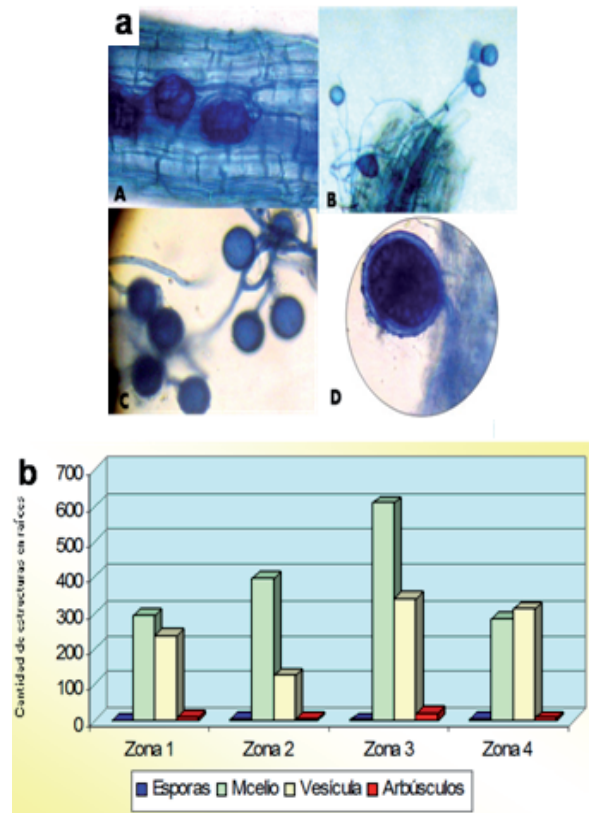 a
A
B
C
D
b
Cantidad de estructuras en raíces
700
600
500
400
300
200
100
0
Zona 1 Zona 2 Zona 3 Zona 4
Esporas Mcelio Vesícula Arbúsculos